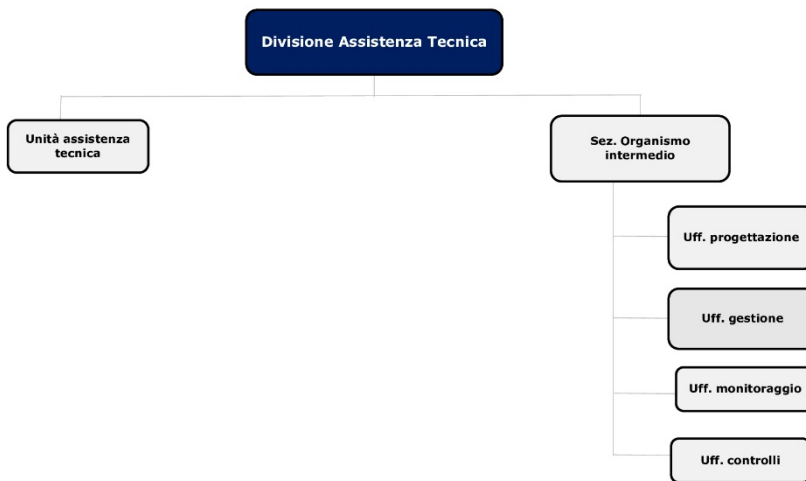 Divisione Assistenza Tecnica
Unità assistenza
tecnica
Sez. Organismo
intermedio
Uff. progettazione
Uff. gestione
Uff. monitoraggio
Uff. controlli